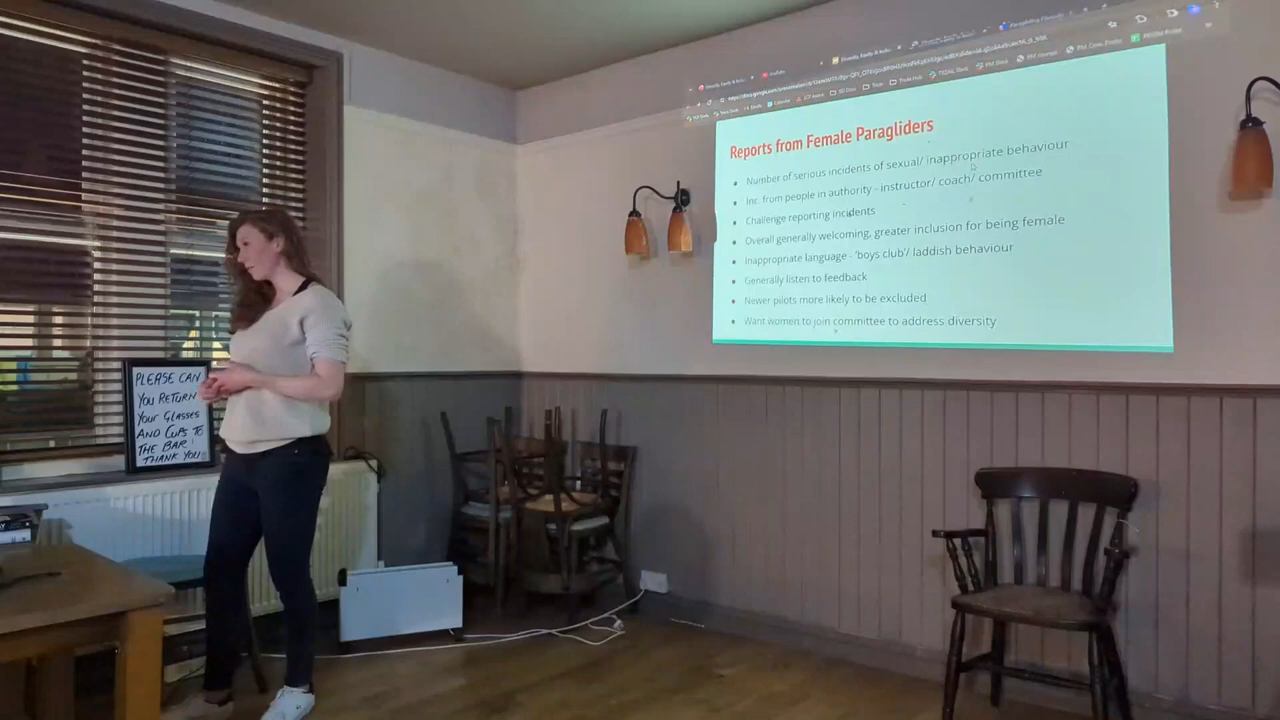 Reports from Female Paragliders
Number of serious incidents of sexual/ inappropriate behaviour
Inc. from people in authority - instructor/ coach/ committee
Challenge reporting incidents
Overall generally welcoming, greater inclusion for being female
Inappropriate language - 'boys club'/ laddish behaviour
Generally listen to feedback
Newer pilots more likely to be excluded
Want women to join committee to address diversity
PLEASE CAN
YOU RETURN
YOUR GLASSES
AND CUPS TO
THE BAR!
THANK YOU